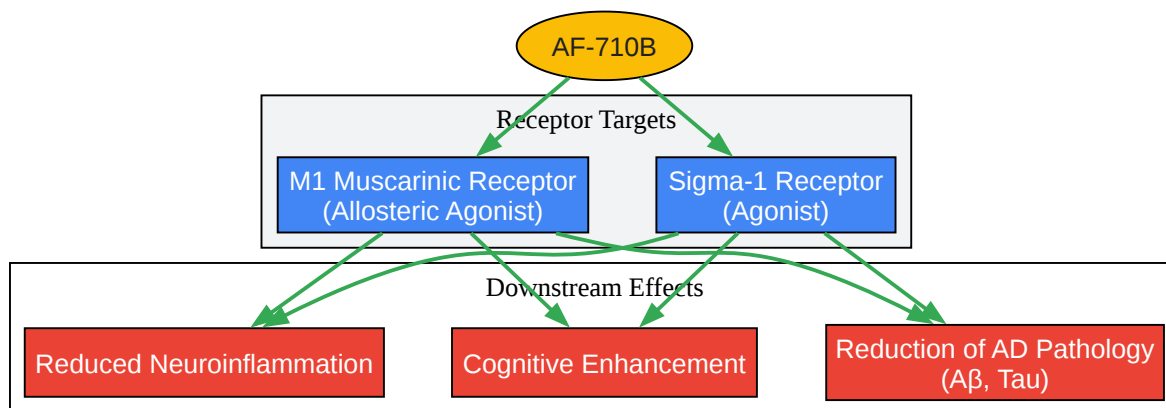 AF-710B
Receptor Targets
M1 Muscarinic Receptor
(Allosteric Agonist)
Sigma-1 Receptor
(Agonist)
Downstream Effects
Reduced Neuroinflammation
Cognitive Enhancement
Reduction of AD Pathology
(Aβ, Tau)